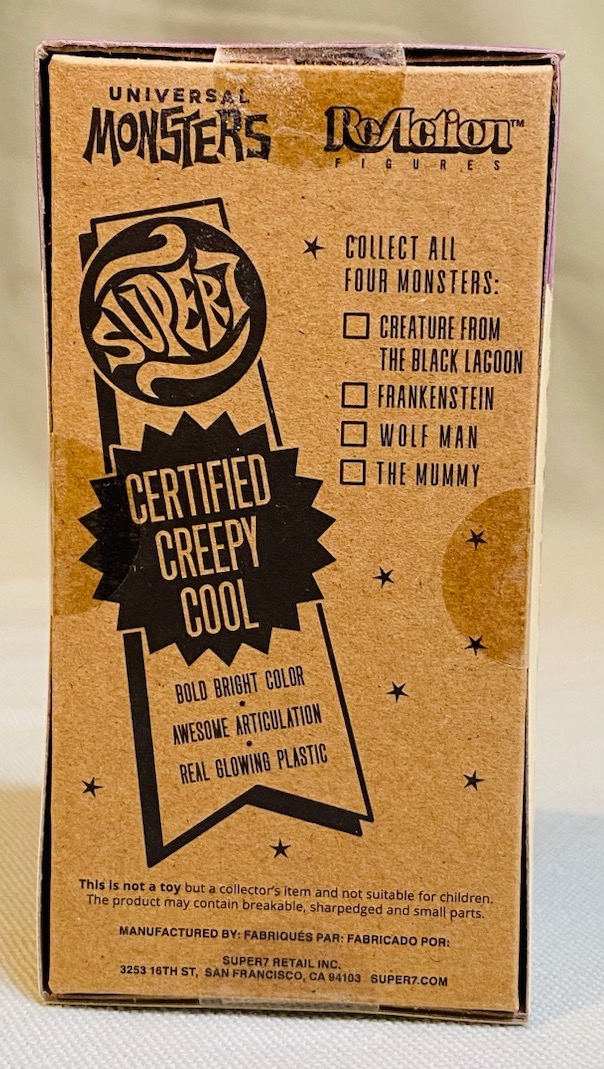 UNIVERSAL
MONSTERS
ReAction™
FIGURES
SUPER7
COLLECT ALL
FOUR MONSTERS:
CREATURE FROM
THE BLACK LAGOON
FRANKENSTEIN
WOLF MAN
THE MUMMY
CERTIFIED
CREEPY
COOL
BOLD BRIGHT COLOR
•
AWESOME ARTICULATION
•
REAL GLOWING PLASTIC
This is not a toy but a collector's item and not suitable for children.
The product may contain breakable, sharpedged and small parts.
MANUFACTURED BY: FABRIQUÉS PAR: FABRICADO POR:
SUPER7 RETAIL INC.
3253 16TH ST, SAN FRANCISCO, CA 94103 SUPER7.COM